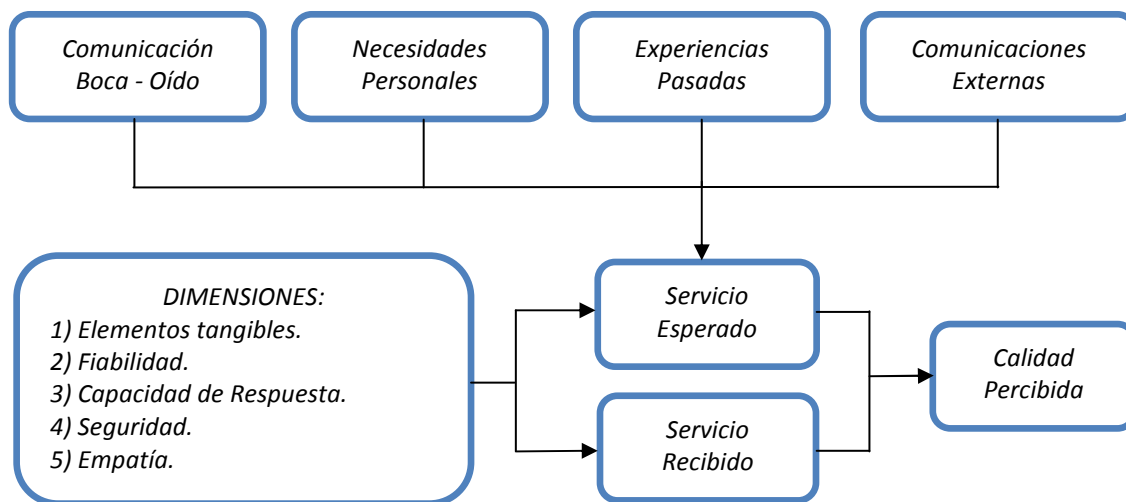 Comunicación
Boca - Oído
Necesidades
Personales
Experiencias
Pasadas
Comunicaciones
Externas
DIMENSIONES:
1) Elementos tangibles.
2) Fiabilidad.
3) Capacidad de Respuesta.
4) Seguridad.
5) Empatía.
Servicio
Esperado
Servicio
Recibido
Calidad
Percibida